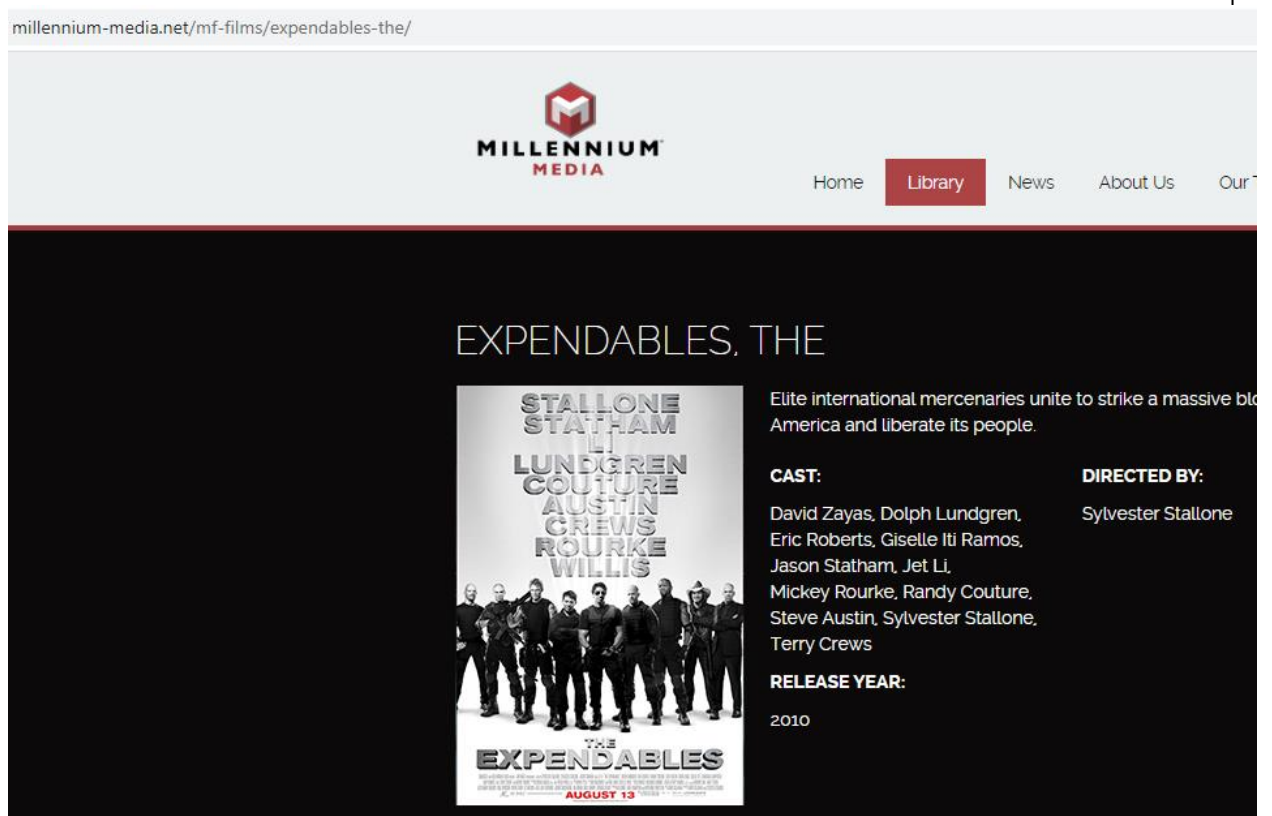 millennium-media.net/mf-films/expendables-the/
MILLENNIUM
MEDIA
Home Library News About Us Our
EXPENDABLES, THE
STALLONE
STATHAM
LI
LUNDGREN
COUTURE
AUSTIN
CREWS
ROURKE
WILLIS
THE
EXPENDABLES
AUGUST 13
Elite international mercenaries unite to strike a massive
America and liberate its people.
CAST:
David Zayas, Dolph Lundgren,
Eric Roberts, Giselle Iti Ramos,
Jason Statham, Jet Li,
Mickey Rourke, Randy Couture,
Steve Austin, Sylvester Stallone,
Terry Crews
DIRECTED BY:
Sylvester Stallone
RELEASE YEAR:
2010